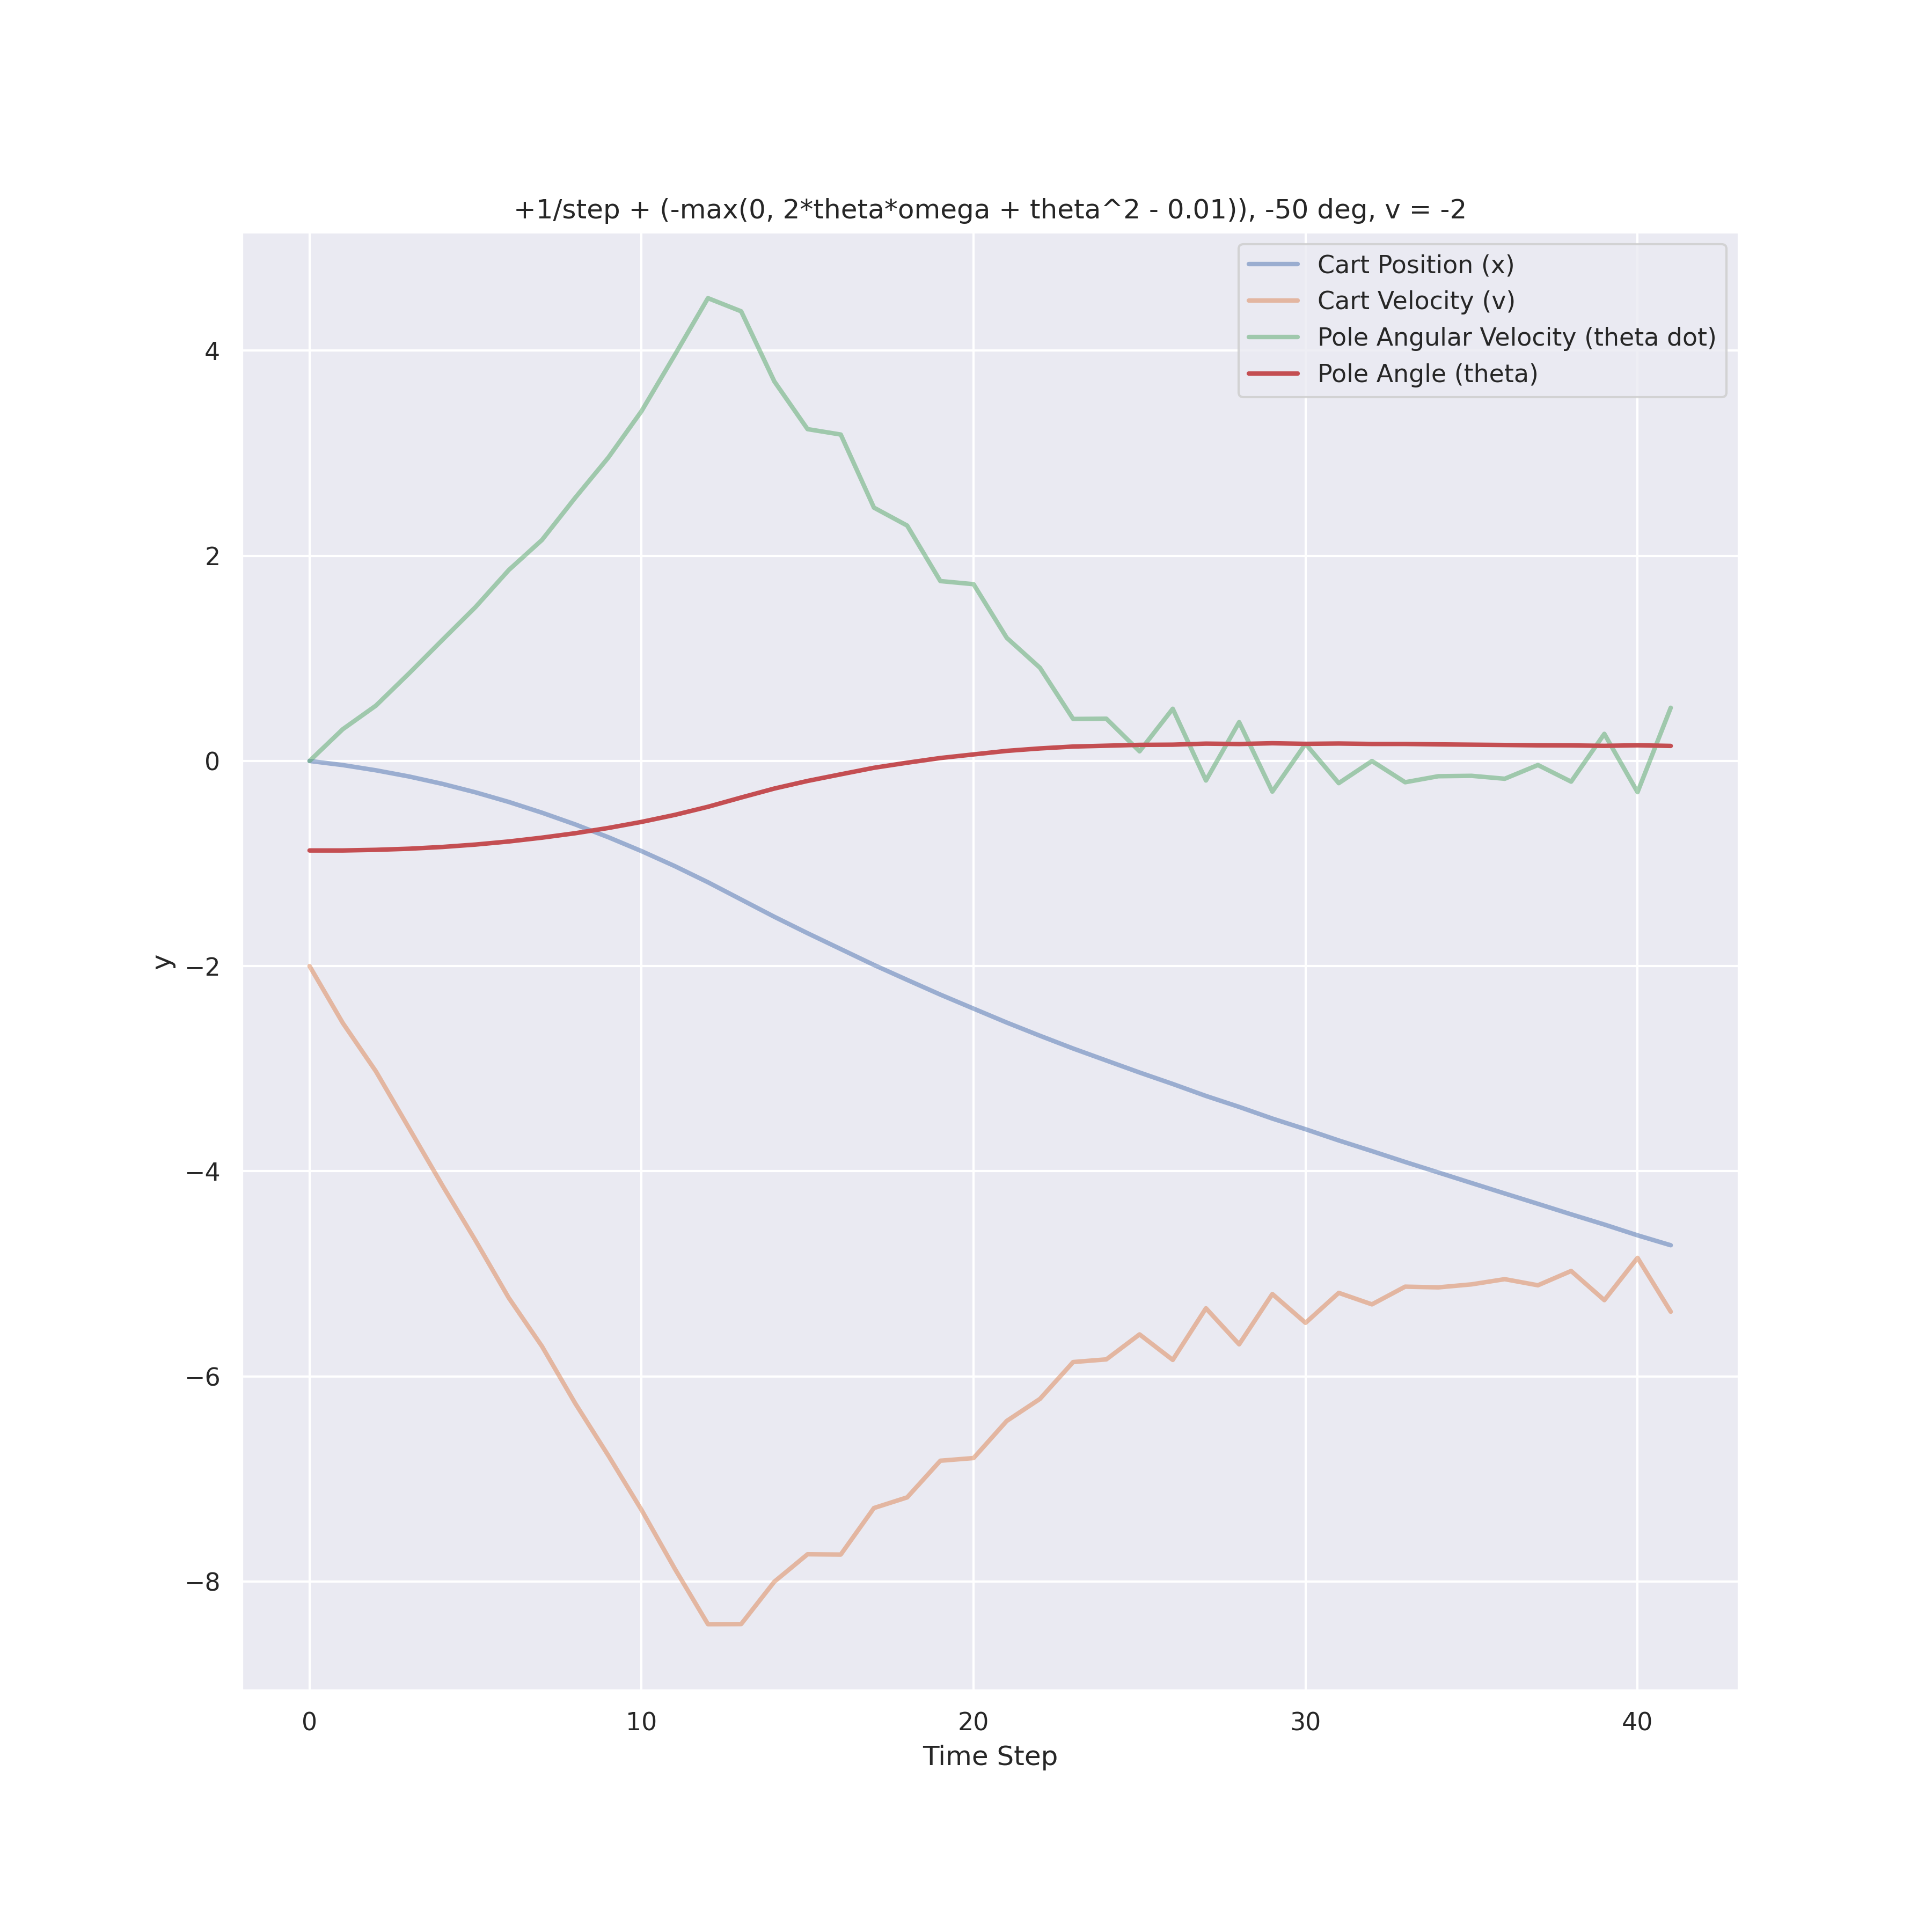 +1/step + (-max(0, 2*theta*omega + theta^2 - 0.01)), -50 deg, v = -2
Cart Position (x)
Cart Velocity (v)
Pole Angular Velocity (theta dot)
Pole Angle (theta)
4
2
0
−2
−4
−6
−8
y
0 10 20 30 40
Time Step